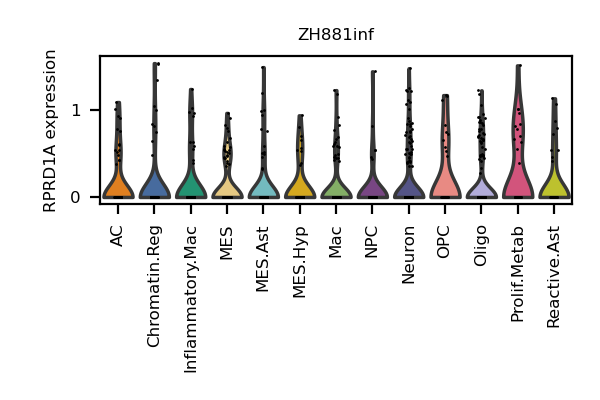 ZH881inf
RPRD1A expression
1
0
AC
Chromatin.Reg
Inflammatory.Mac
MES
MES.Ast
MES.Hyp
Mac
NPC
Neuron
OPC
Oligo
Prolif.Metab
Reactive.Ast